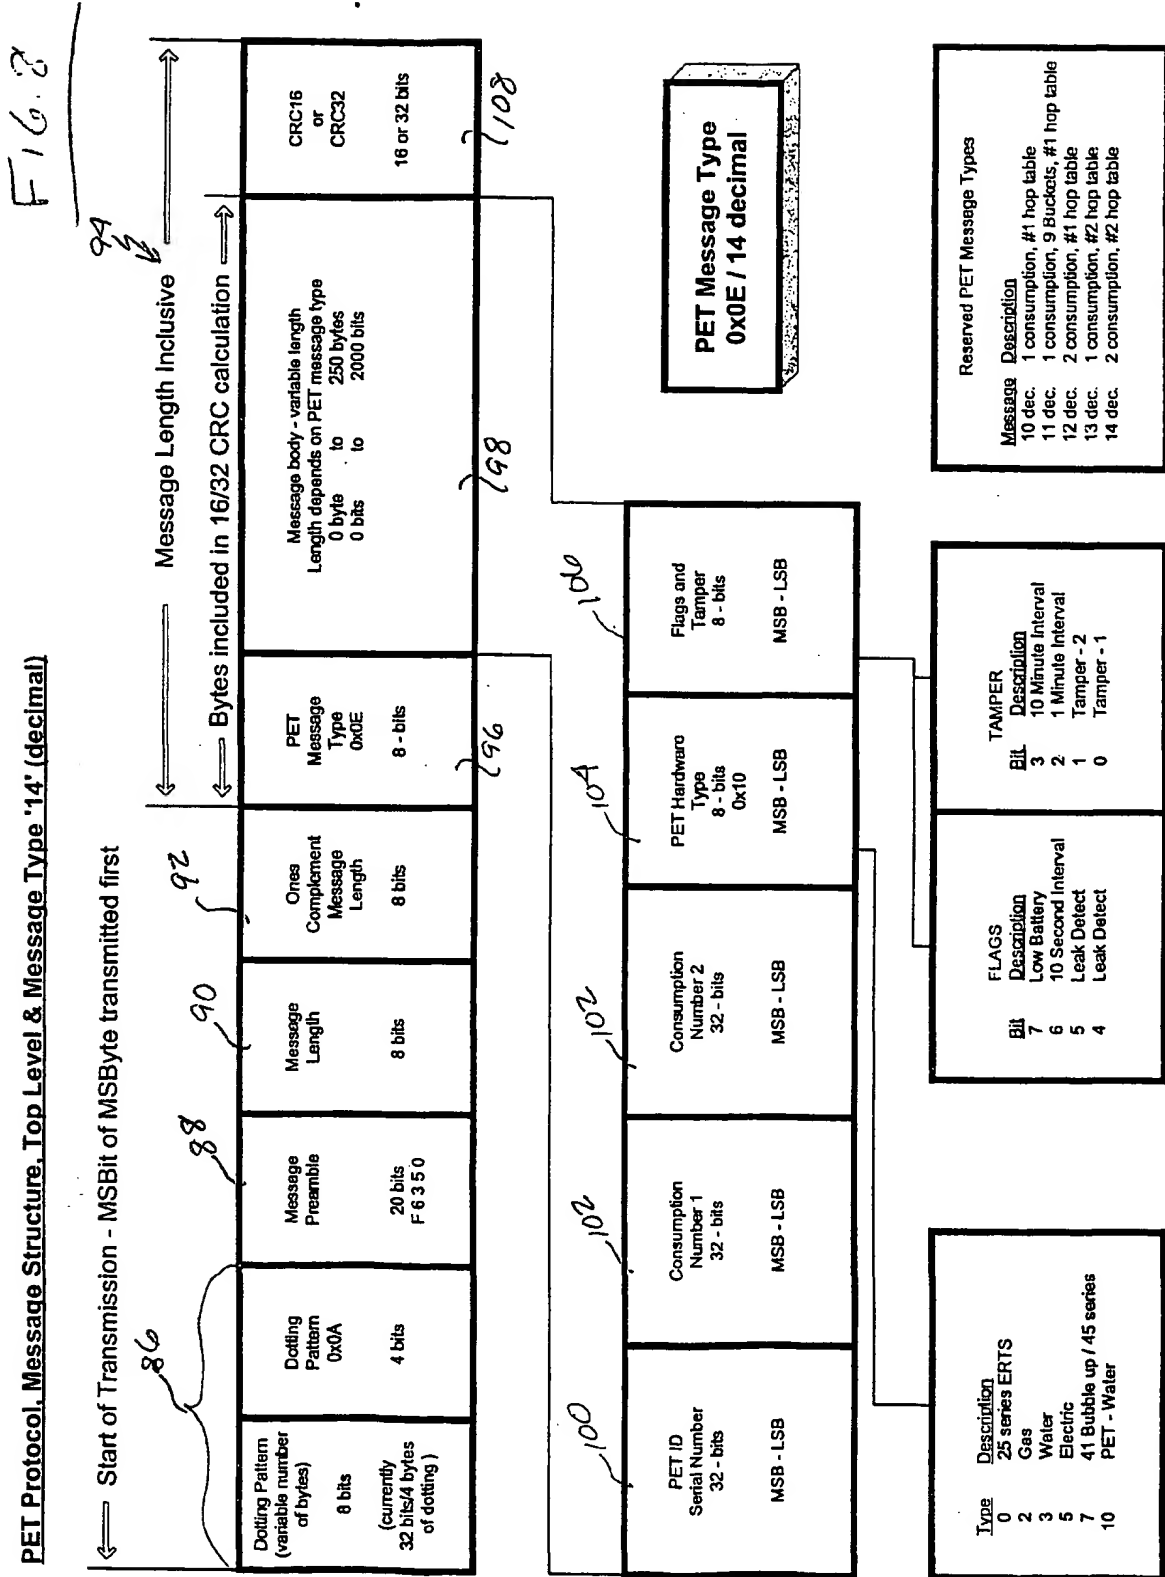 FIG. 8
PET Protocol, Message Structure, Top Level & Message Type '14' (decimal)
Start of Transmission - MSBit of MSByte transmitted first
94
Message Length Inclusive
Bytes included in 16/32 CRC calculation
86
88
90
92
Dotting Pattern
(variable number
of bytes)
8 bits
(currently
32 bits/4 bytes
of dotting )
Dotting
Pattern
0x0A
4 bits
Message
Preamble
20 bits
F 6 3 5 0
Message
Length
8 bits
Ones
Complement
Message
Length
8 bits
PET
Message
Type
0x0E
8 - bits
Message body - variable length
Length depends on PET message type
0 byte to 250 bytes
0 bits to 2000 bits
CRC16
or
CRC32
16 or 32 bits
96
98
108
100
102
102
104
106
PET ID
Serial Number
32 - bits
MSB - LSB
Consumption
Number 1
32 - bits
MSB - LSB
Consumption
Number 2
32 - bits
MSB - LSB
PET Hardware
Type
8 - bits
0x10
MSB - LSB
Flags and
Tamper
8 - bits
MSB - LSB
PET Message Type
0x0E / 14 decimal
Type Description
0 25 series ERTS
2 Gas
3 Water
5 Electric
7 41 Bubble up / 45 series
10 PET - Water
FLAGS
Bit Description
7 Low Battery
6 10 Second Interval
5 Leak Detect
4 Leak Detect
TAMPER
Bit Description
3 10 Minute Interval
2 1 Minute Interval
1 Tamper - 2
0 Tamper - 1
Reserved PET Message Types
Message Description
10 dec. 1 consumption, #1 hop table
11 dec. 1 consumption, 9 Buckets, #1 hop table
12 dec. 2 consumption, #1 hop table
13 dec. 1 consumption, #2 hop table
14 dec. 2 consumption, #2 hop table